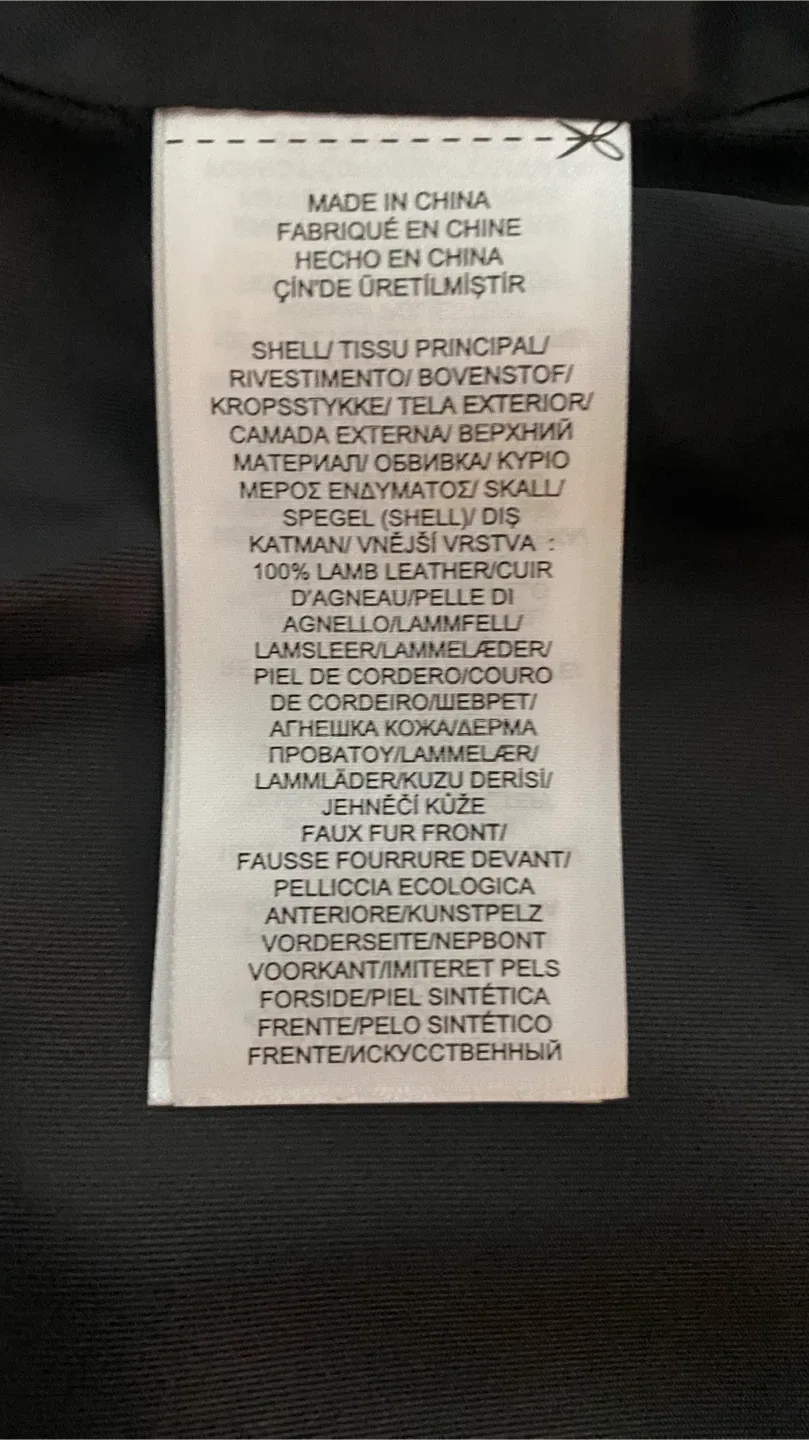 MADE IN CHINA
FABRIQUÉ EN CHINE
HECHO EN CHINA
ÇİN'DE ÜRETİLMİŞTİR
SHELL/ TISSU PRINCIPAL/
RIVESTIMENTO/ BOVENSTOF/
KROPSSTYKKE/ TELA EXTERIOR/
CAMADA EXTERNA/ ВЕРХНИЙ
МАТЕРИАЛ/ ОБВИВКА/ ΚΥΡΙΟ
ΜΕΡΟΣ ΕΝΔΥΜΑΤΟΣ/ SKALL/
SPEGEL (SHELL)/ DIŞ
KATMAN/ VNĚJŠÍ VRSTVA :
100% LAMB LEATHER/CUIR
D'AGNEAU/PELLE DI
AGNELLO/LAMMFELL/
LAMSLEER/LAMMELÆDER/
PIEL DE CORDERO/COURO
DE CORDEIRO/ШЕВРЕТ/
АГНЕШКА КОЖА/ΔΕΡΜΑ
ΠΡΟΒΑΤΟΥ/LAMMELÆR/
LAMMLÄDER/KUZU DERİSİ/
JEHNĚČÍ KŮŽE
FAUX FUR FRONT/
FAUSSE FOURRURE DEVANT/
PELLICCIA ECOLOGICA
ANTERIORE/KUNSTPELZ
VORDERSEITE/NEPBONT
VOORKANT/IMITERET PELS
FORSIDE/PIEL SINTÉTICA
FRENTE/PELO SINTÉTICO
FRENTE/ИСКУССТВЕННЫЙ